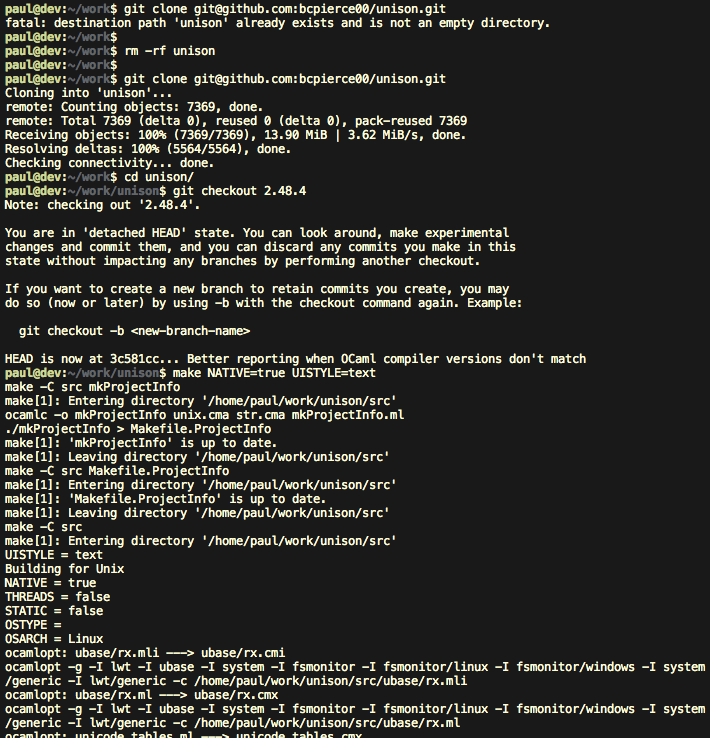 paul@dev:~/work$ git clone git@github.com:bcpierce00/unison.git
fatal: destination path 'unison' already exists and is not an empty directory.
paul@dev:~/work$
paul@dev:~/work$ rm -rf unison
paul@dev:~/work$
paul@dev:~/work$ git clone git@github.com:bcpierce00/unison.git
Cloning into 'unison'...
remote: Counting objects: 7369, done.
remote: Total 7369 (delta 0), reused 0 (delta 0), pack-reused 7369
Receiving objects: 100% (7369/7369), 13.90 MiB | 3.62 MiB/s, done.
Resolving deltas: 100% (5564/5564), done.
Checking connectivity... done.
paul@dev:~/work$ cd unison/
paul@dev:~/work/unison$ git checkout 2.48.4
Note: checking out '2.48.4'.

You are in 'detached HEAD' state. You can look around, make experimental
changes and commit them, and you can discard any commits you make in this
state without impacting any branches by performing another checkout.

If you want to create a new branch to retain commits you create, you may
do so (now or later) by using -b with the checkout command again. Example:

  git checkout -b <new-branch-name>

HEAD is now at 3c581cc... Better reporting when OCaml compiler versions don't match
paul@dev:~/work/unison$ make NATIVE=true UISTYLE=text
make -C src mkProjectInfo
make[1]: Entering directory '/home/paul/work/unison/src'
ocamlc -o mkProjectInfo unix.cma str.cma mkProjectInfo.ml
./mkProjectInfo > Makefile.ProjectInfo
make[1]: 'mkProjectInfo' is up to date.
make[1]: Leaving directory '/home/paul/work/unison/src'
make -C src Makefile.ProjectInfo
make[1]: Entering directory '/home/paul/work/unison/src'
make[1]: 'Makefile.ProjectInfo' is up to date.
make[1]: Leaving directory '/home/paul/work/unison/src'
make -C src
make[1]: Entering directory '/home/paul/work/unison/src'
UISTYLE = text
Building for Unix
NATIVE = true
THREADS = false
STATIC = false
OSTYPE =
OSARCH = Linux
ocamlopt: ubase/rx.mli ---> ubase/rx.cmi
ocamlopt -g -I lwt -I ubase -I system -I fsmonitor -I fsmonitor/linux -I fsmonitor/windows -I system
/generic -I lwt/generic -c /home/paul/work/unison/src/ubase/rx.mli
ocamlopt: ubase/rx.ml ---> ubase/rx.cmx
ocamlopt -g -I lwt -I ubase -I system -I fsmonitor -I fsmonitor/linux -I fsmonitor/windows -I system
/generic -I lwt/generic -c /home/paul/work/unison/src/ubase/rx.ml
ocamlopt: unicode_tables.ml ---> unicode_tables.cmx